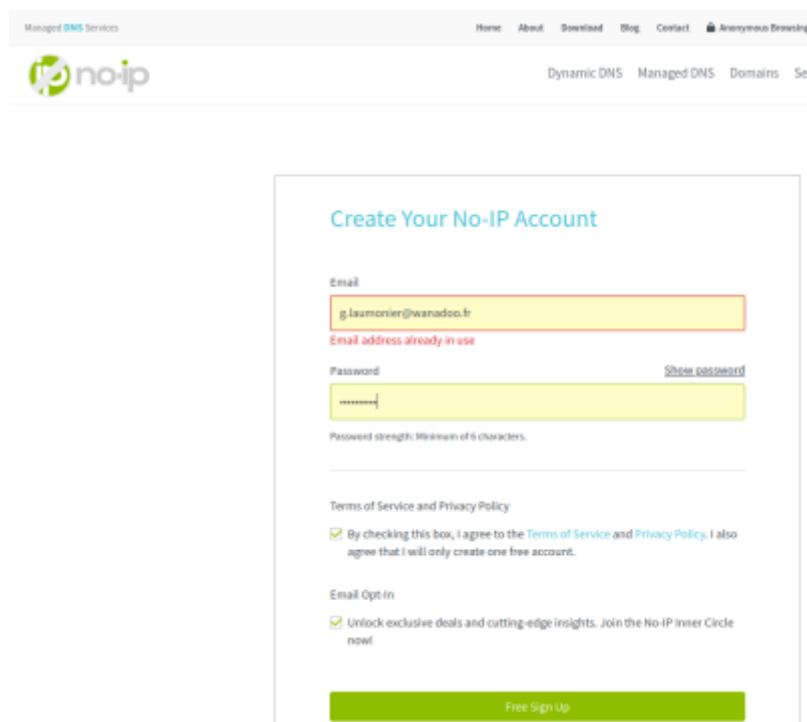 Managed DNS Services
Home About Download Blog Contact Anonymous Browsing
no-ip
Dynamic DNS Managed DNS Domains Se
Create Your No-IP Account
Email
g.laumonier@wanadoo.fr
Email address already in use
Password Show password
Password strength: Minimum of 6 characters.
Terms of Service and Privacy Policy
By checking this box, I agree to the Terms of Service and Privacy Policy. I also
agree that I will only create one free account.
Email Opt-In
Unlock exclusive deals and cutting-edge insights. Join the No-IP Inner Circle
now!
Free Sign Up